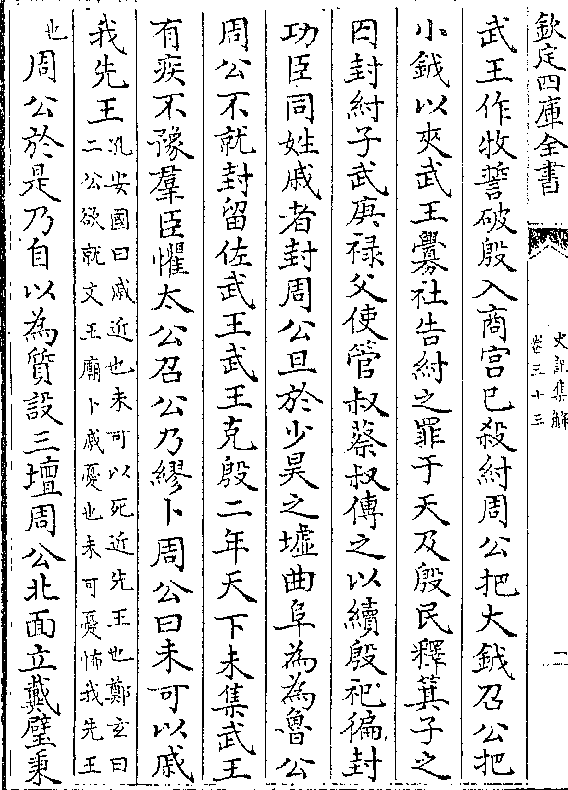 欽定四庫全書
史記集解
卷三十三
一
武王作牧誓破殷入商宮已殺紂周公把大鉞召公把
小鉞以夾武王釁社告紂之罪于天及殷民釋箕子之
囚封紂子武庚禄父使管叔蔡叔傅之以續殷祀徧封
功臣同姓戚者封周公旦於少昊之墟曲阜為為魯公
周公不就封留佐武王武王克殷二年天下未集武王
有疾不豫羣臣懼太公召公乃繆卜周公曰未可以戚
我先王孔安國曰戚近也未可以死近先王也鄭玄曰
二公欲就文王廟卜戚憂也未可憂怖我先王
也周公於是乃自以為質設三壇周公北面立戴璧秉